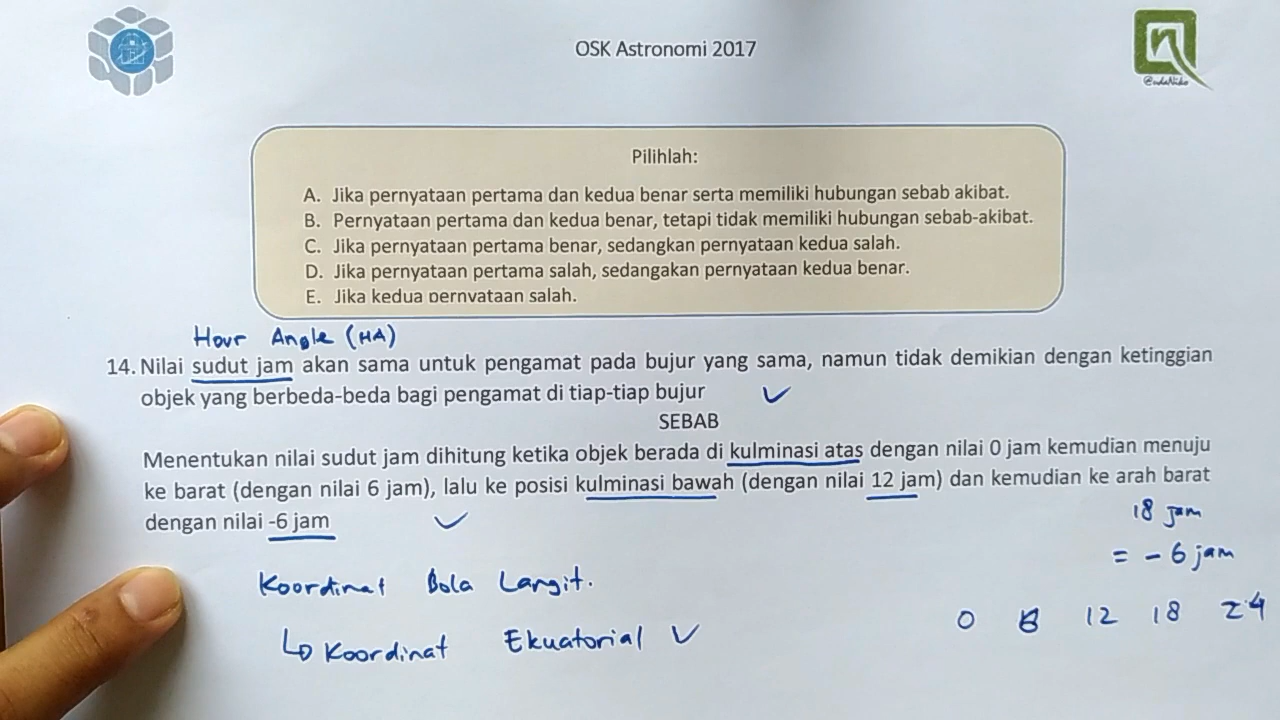 OSK Astronomi 2017
@udaNiko
Pilihlah:
A. Jika pernyataan pertama dan kedua benar serta memiliki hubungan sebab akibat.
B. Pernyataan pertama dan kedua benar, tetapi tidak memiliki hubungan sebab-akibat.
C. Jika pernyataan pertama benar, sedangkan pernyataan kedua salah.
D. Jika pernyataan pertama salah, sedangakan pernyataan kedua benar.
E. Jika kedua pernyataan salah.
Hour Angle (HA)
14. Nilai sudut jam akan sama untuk pengamat pada bujur yang sama, namun tidak demikian dengan ketinggian
objek yang berbeda-beda bagi pengamat di tiap-tiap bujur
SEBAB
Menentukan nilai sudut jam dihitung ketika objek berada di kulminasi atas dengan nilai 0 jam kemudian menuju
ke barat (dengan nilai 6 jam), lalu ke posisi kulminasi bawah (dengan nilai 12 jam) dan kemudian ke arah barat
dengan nilai -6 jam
18 jam
= - 6 jam
Koordinat Bola Langit.
0 6 12 18 24
↳ Koordinat Ekuatorial ✓